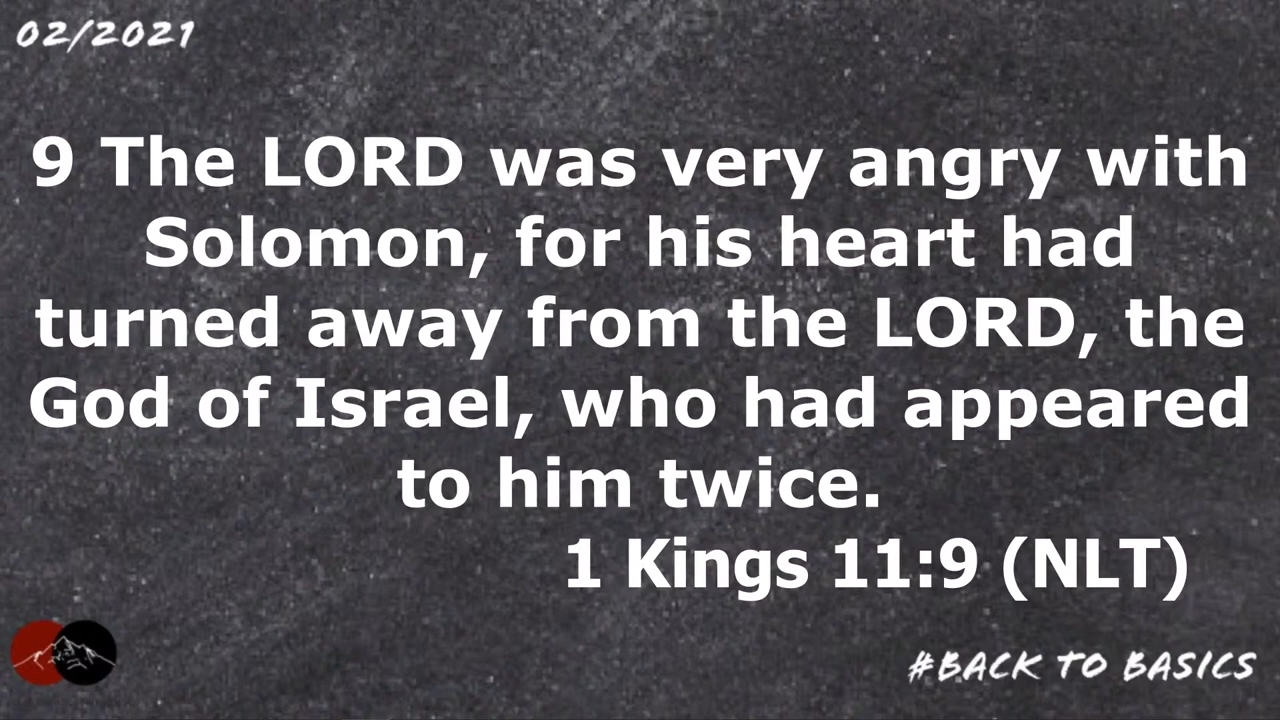 02/2021
9 The LORD was very angry with
Solomon, for his heart had
turned away from the LORD, the
God of Israel, who had appeared
to him twice.
1 Kings 11:9 (NLT)
#BACK TO BASICS